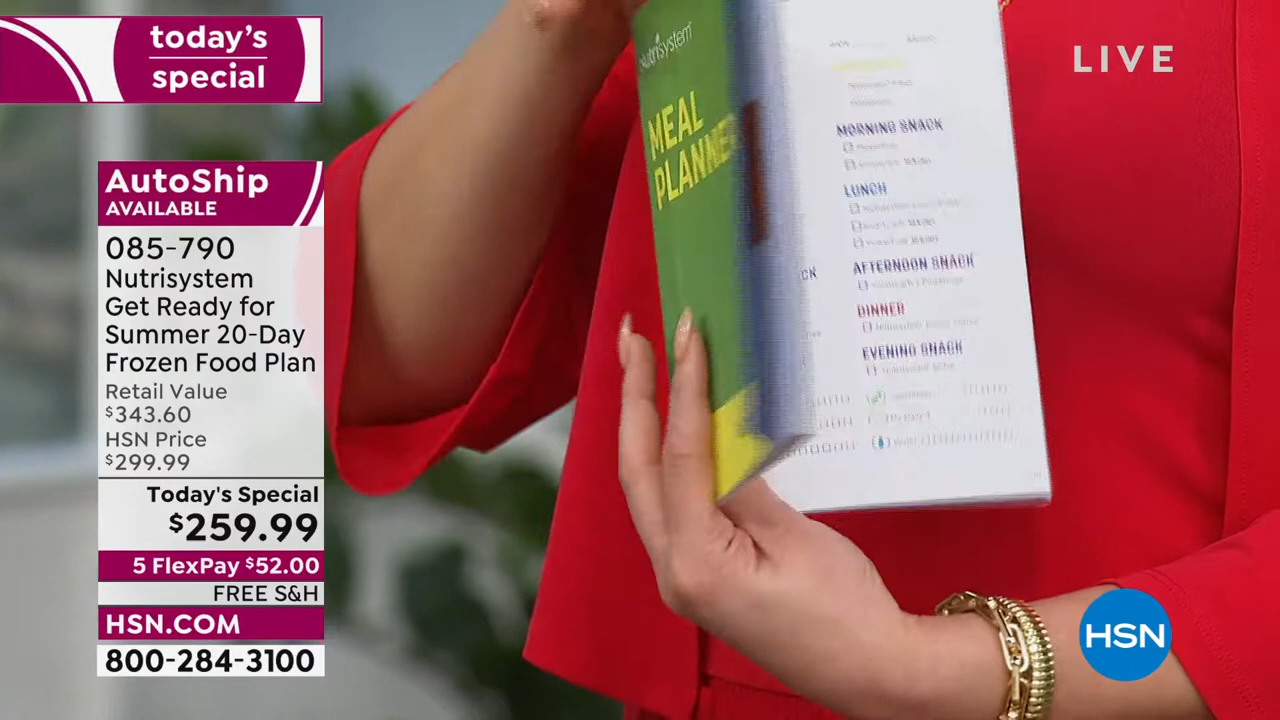 today's
special
LIVE
AutoShip
AVAILABLE
085-790
Nutrisystem
Get Ready for
Summer 20-Day
Frozen Food Plan
Retail Value
$343.60
HSN Price
$299.99
Today's Special
$259.99
5 FlexPay $52.00
FREE S&H
HSN.COM
800-284-3100
Nutrisystem
MEAL
PLANNER
MORNING SNACK
LUNCH
AFTERNOON SNACK
DINNER
EVENING SNACK
HSN